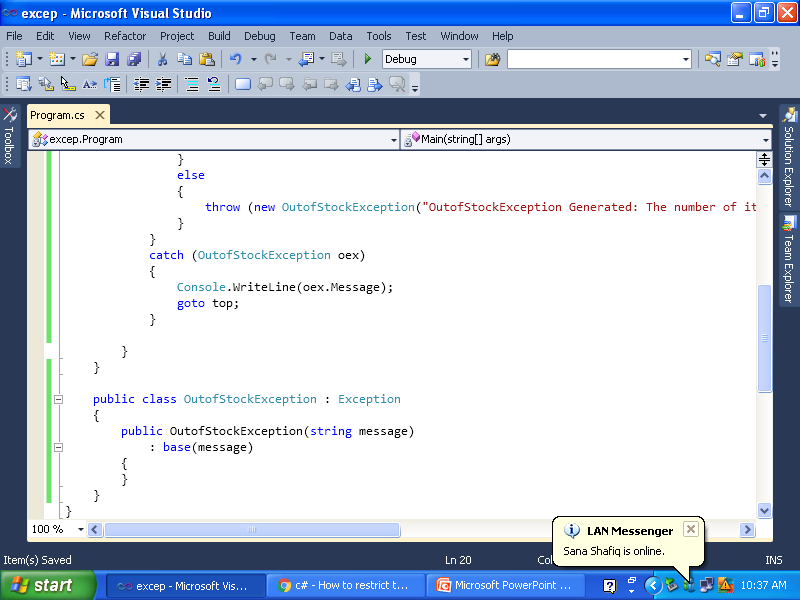 excep - Microsoft Visual Studio
File Edit View Refactor Project Build Debug Team Data Tools Test Window Help
Debug
Program.cs
Toolbox
excep.Program
Main(string[] args)
}
else
{
throw (new OutofStockException("OutofStockException Generated: The number of it
}
}
catch (OutofStockException oex)
{
Console.WriteLine(oex.Message);
goto top;
}
}
}
public class OutofStockException : Exception
{
public OutofStockException(string message)
: base(message)
{
}
}
}
Solution Explorer
Team Explorer
100 %
LAN Messenger
Sana Shafiq is online.
Item(s) Saved
Ln 20
Co
INS
start
excep - Microsoft Vis...
c# - How to restrict t...
Microsoft PowerPoint ...
10:37 AM